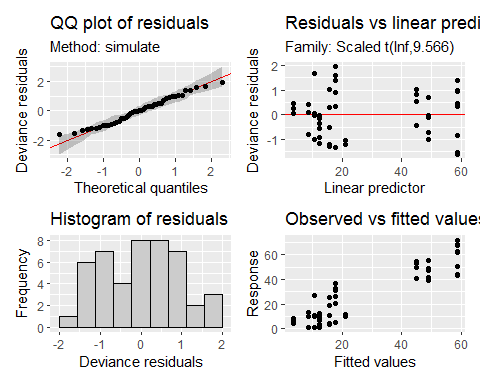 QQ plot of residuals
Method: simulate
Deviance residuals
2
0
-2
-2
-1
0
1
2
Theoretical quantiles
Residuals vs linear predi
Family: Scaled t(Inf,9.566)
Deviance residuals
2
1
0
-1
20
40
60
Linear predictor
Histogram of residuals
Frequency
8
6
4
2
0
-2
-1
0
1
2
Deviance residuals
Observed vs fitted values
Response
60
40
20
0
20
40
60
Fitted values